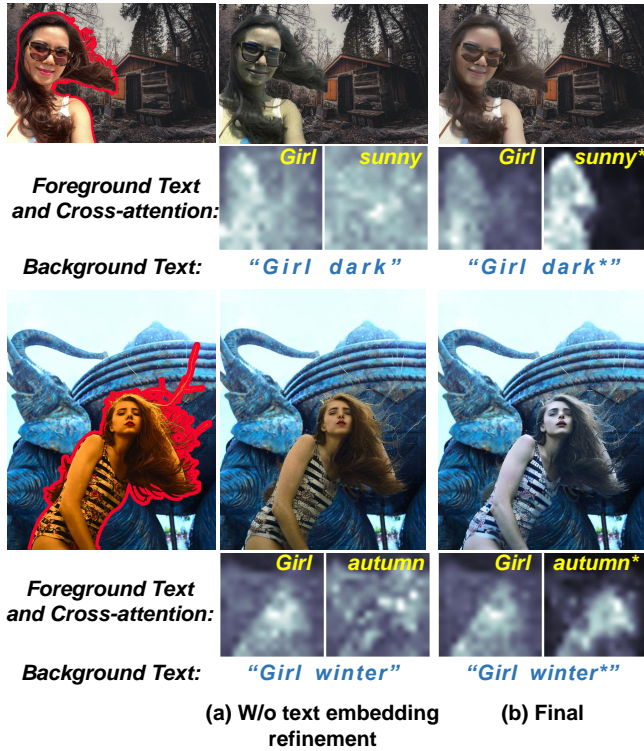 Girl sunny Girl sunny*
Foreground Text
and Cross-attention:
Background Text: “Girl dark” “Girl dark*”
Girl autumn Girl autumn*
Foreground Text
and Cross-attention:
Background Text: “Girl winter” “Girl winter*”
(a) W/o text embedding
refinement
(b) Final